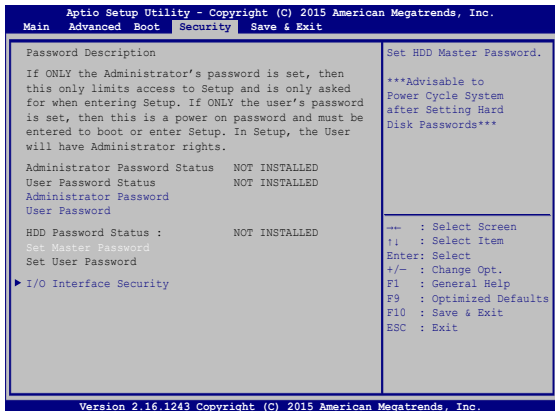 Aptio Setup Utility - Copyright (C) 2015 American Megatrends, Inc.
Main Advanced Boot Security Save & Exit
Password Description
If ONLY the Administrator's password is set, then
this only limits access to Setup and is only asked
for when entering Setup. If ONLY the user's password
is set, then this is a power on password and must be
entered to boot or enter Setup. In Setup, the User
will have Administrator rights.
Administrator Password Status NOT INSTALLED
User Password Status NOT INSTALLED
Administrator Password
User Password
HDD Password Status : NOT INSTALLED
Set Master Password
Set User Password
▶ I/O Interface Security
Set HDD Master Password.
***Advisable to
Power Cycle System
after Setting Hard
Disk Passwords***
→← : Select Screen
↑↓ : Select Item
Enter: Select
+/— : Change Opt.
F1 : General Help
F9 : Optimized Defaults
F10 : Save & Exit
ESC : Exit
Version 2.16.1243 Copyright (C) 2015 American Megatrends, Inc.